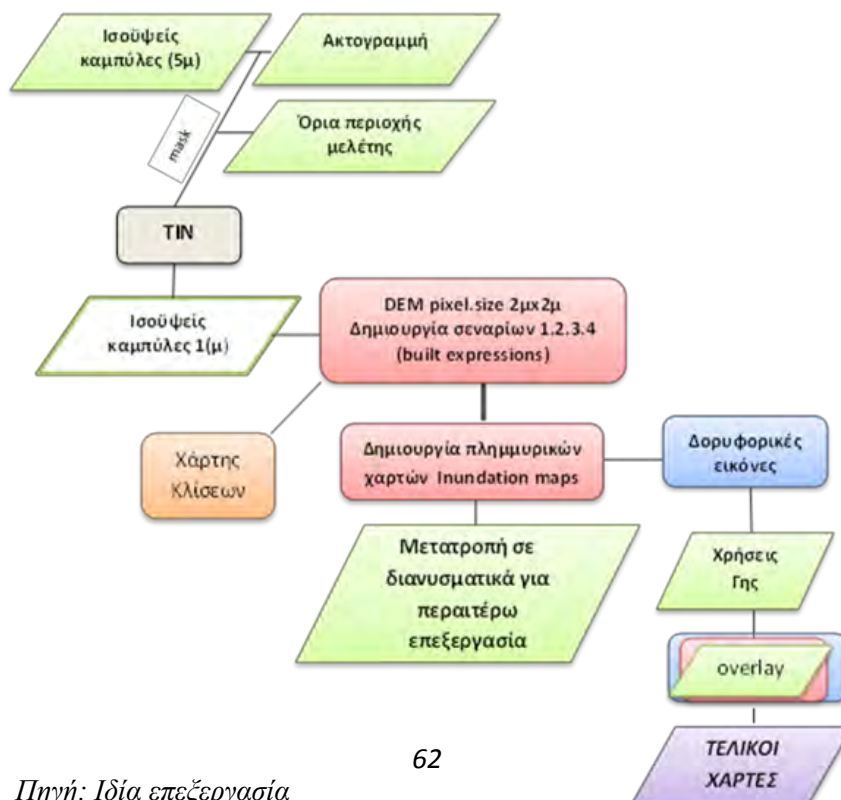 Ισοϋψείς
καμπύλες (5μ)
Ακτογραμμή
Όρια περιοχής
μελέτης
mask
TIN
Ισοϋψείς
καμπύλες 1(μ)
DEM pixel.size 2μx2μ
Δημιουργία σεναρίων 1.2.3.4
(built expressions)
Χάρτης
Κλίσεων
Δημιουργία πλημμυρικών
χαρτών Inundation maps
Δορυφορικές
εικόνες
Μετατροπή σε
διανυσματικά για
περαιτέρω
επεξεργασία
Χρήσεις
Γης
overlay
ΤΕΛΙΚΟΙ
ΧΑΡΤΕΣ
62
Πηγή: Ιδία επεξεργασία